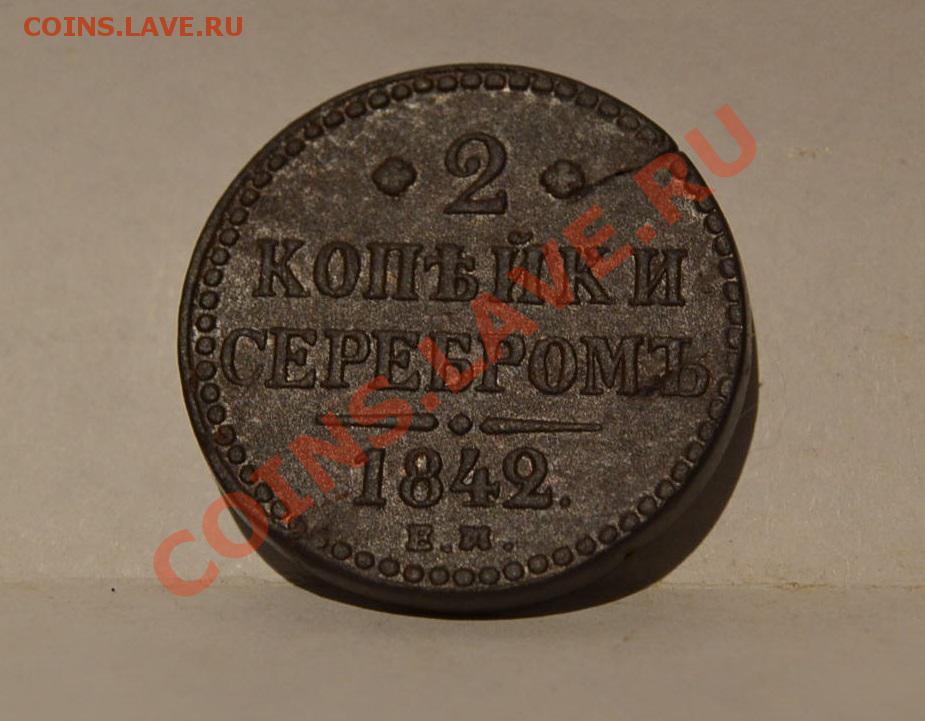 COINS.LAVE.RU
2
КОПѢЙКИ
СЕРЕБРОМЪ
1842.
Е.М.
COINS.LAVE.RU